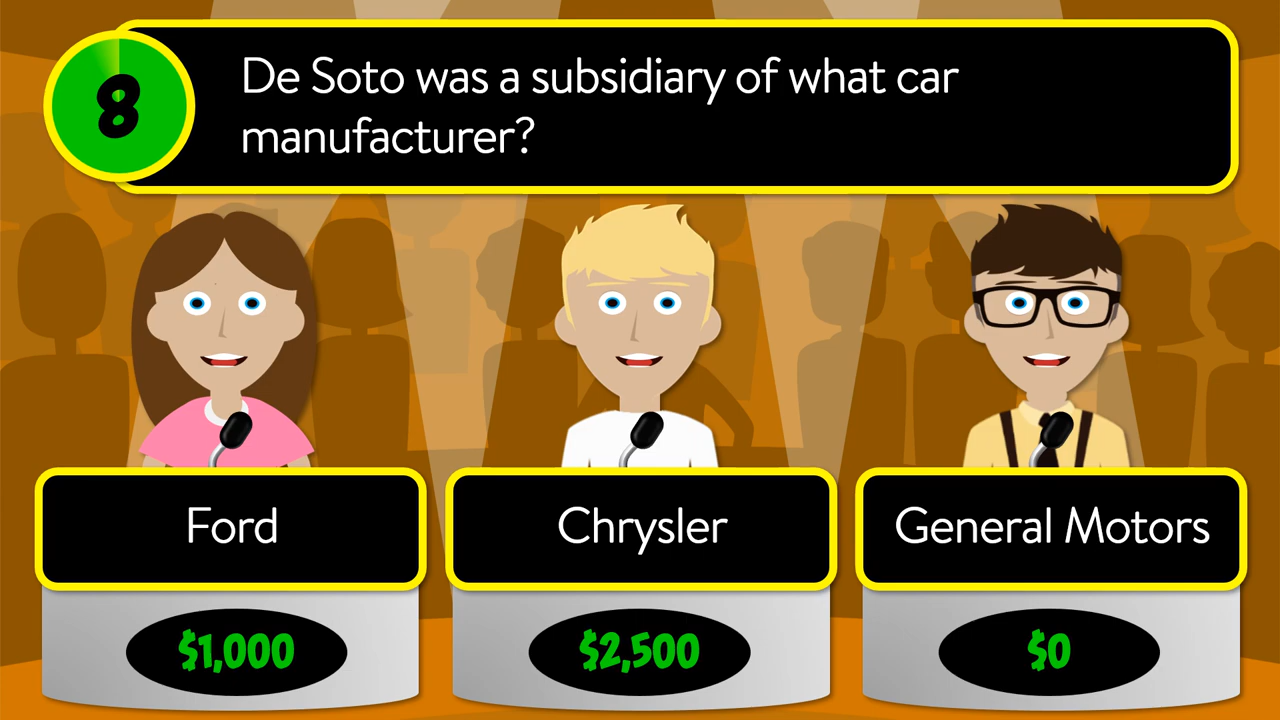 8
De Soto was a subsidiary of what car
manufacturer?
Ford
Chrysler
General Motors
$1,000
$2,500
$0